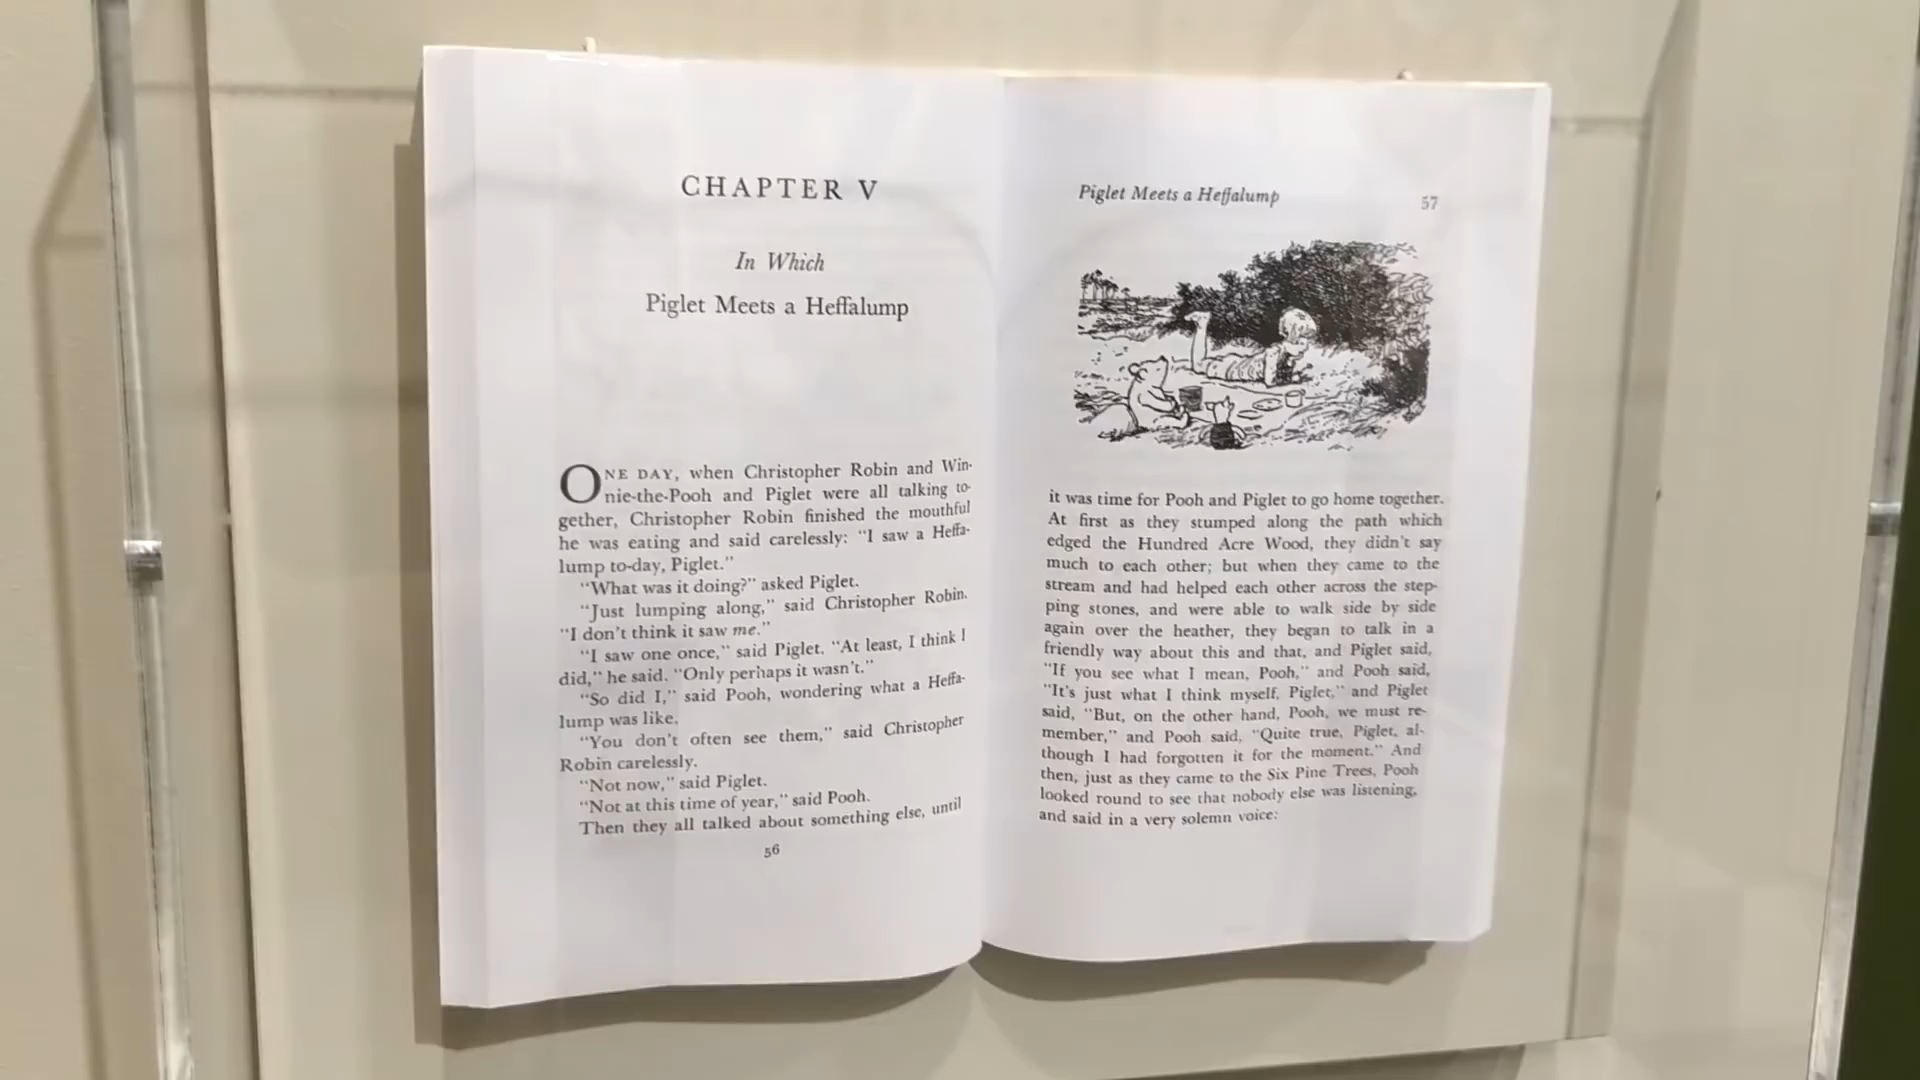 CHAPTER V
In Which
Piglet Meets a Heffalump
ONE DAY, when Christopher Robin and Win-
nie-the-Pooh and Piglet were all talking to-
gether, Christopher Robin finished the mouthful
he was eating and said carelessly: "I saw a Heffa-
lump to-day, Piglet."
"What was it doing?" asked Piglet.
"Just lumping along," said Christopher Robin.
"I don't think it saw me."
"I saw one once," said Piglet. "At least, I think I
did," he said. "Only perhaps it wasn't."
"So did I," said Pooh, wondering what a Heffa-
lump was like.
"You don't often see them," said Christopher
Robin carelessly.
"Not now," said Piglet.
"Not at this time of year," said Pooh.
Then they all talked about something else, until
56
Piglet Meets a Heffalump 57
it was time for Pooh and Piglet to go home together.
At first as they stumped along the path which
edged the Hundred Acre Wood, they didn't say
much to each other; but when they came to the
stream and had helped each other across the step-
ping stones, and were able to walk side by side
again over the heather, they began to talk in a
friendly way about this and that, and Piglet said,
"If you see what I mean, Pooh," and Pooh said,
"It's just what I think myself, Piglet," and Piglet
said, "But, on the other hand, Pooh, we must re-
member," and Pooh said, "Quite true, Piglet, al-
though I had forgotten it for the moment." And
then, just as they came to the Six Pine Trees, Pooh
looked round to see that nobody else was listening,
and said in a very solemn voice: